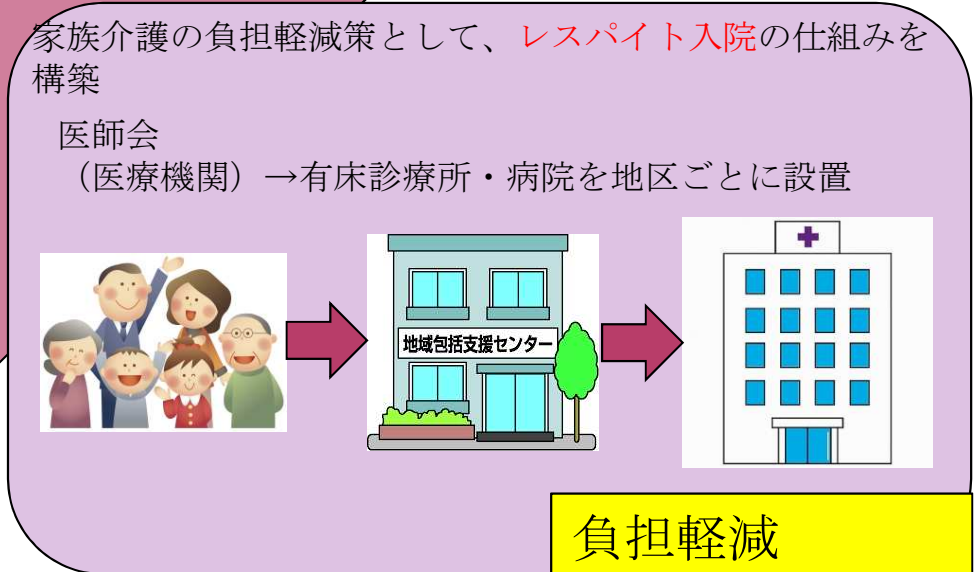 家族介護の負担軽減策として、レスパイト入院の仕組みを
構築
医師会
（医療機関）→有床診療所・病院を地区ごとに設置
地域包括支援センター
負担軽減